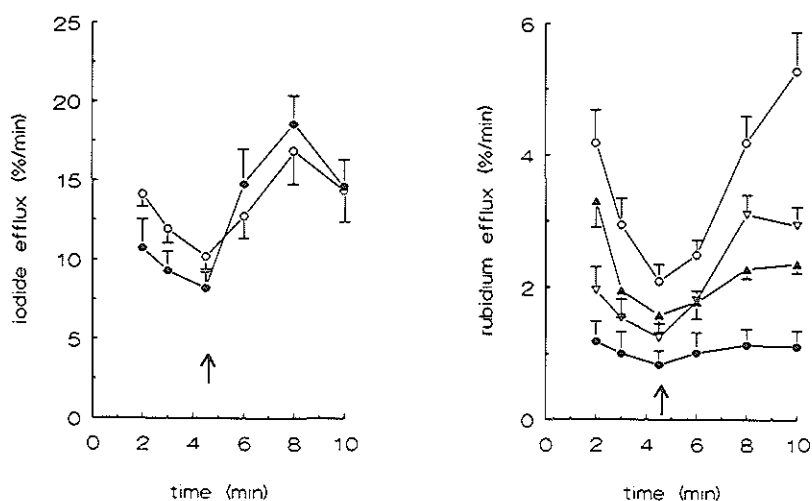 iodide efflux (%/min)
25
20
15
10
5
0
0 2 4 6 8 10
time (min)
rubidium efflux (%/min)
6
4
2
0
0 2 4 6 8 10
time (min)